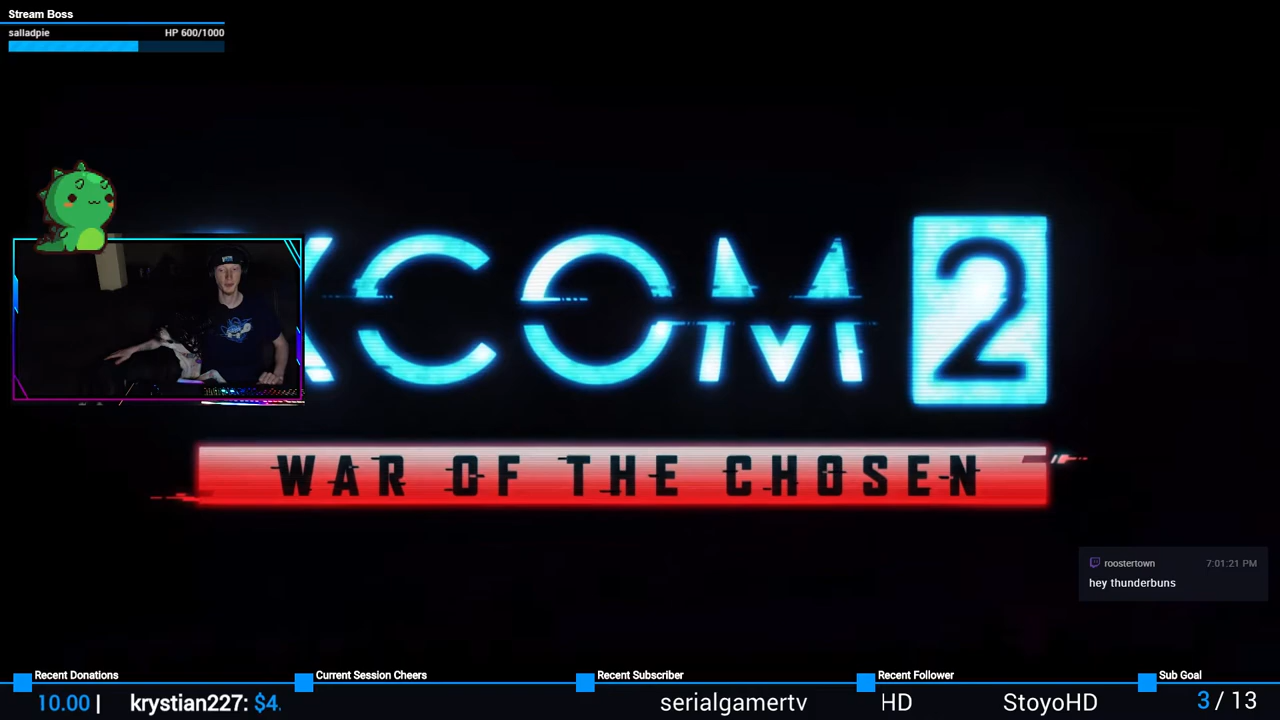 Stream Boss
salladpie HP 600/1000
XCOM 2
WAR OF THE CHOSEN
roostertown 7:01:21 PM
hey thunderbuns
Recent Donations
10.00 | krystian227: $4.
Current Session Cheers
Recent Subscriber
serialgamertv
Recent Follower
HD StoyoHD
Sub Goal
3 / 13